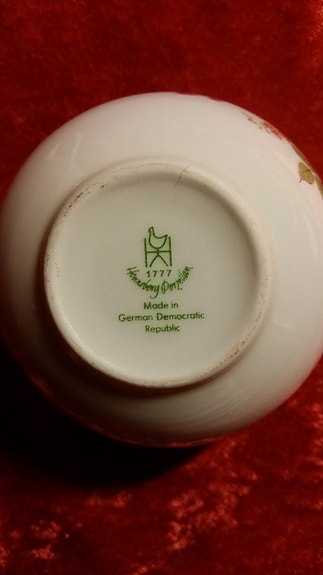 1777
Henneberg Porzellan
Made in
German Democratic
Republic